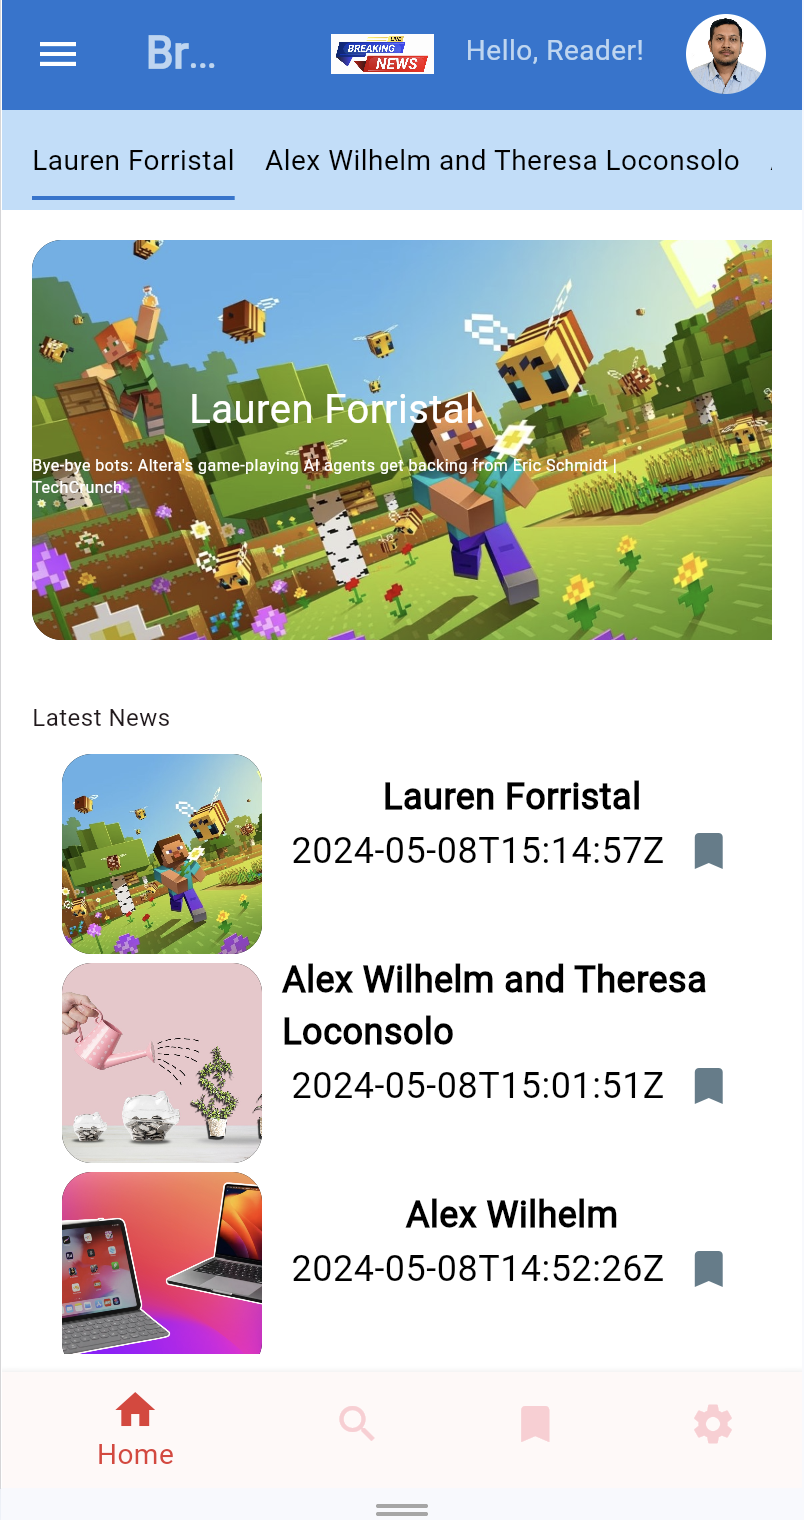 Br...
LIVE
BREAKING
NEWS
Hello, Reader!
Lauren Forristal
Alex Wilhelm and Theresa Loconsolo
Lauren Forristal
Bye-bye bots: Altera's game-playing AI agents get backing from Eric Schmidt |
TechCrunch
Latest News
Lauren Forristal
2024-05-08T15:14:57Z
Alex Wilhelm and Theresa
Loconsolo
2024-05-08T15:01:51Z
Alex Wilhelm
2024-05-08T14:52:26Z
Home